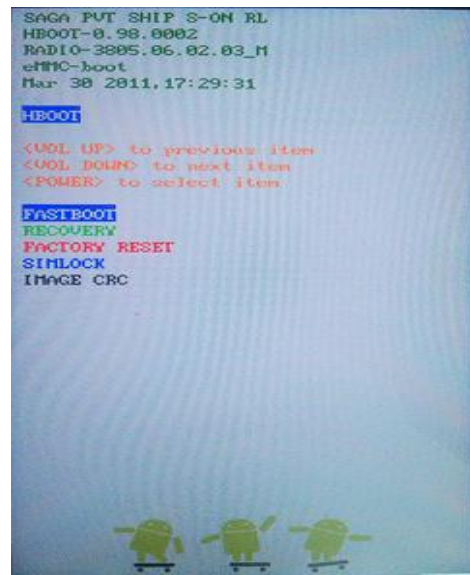 SAGA PVT SHIP S-ON RL
HBOOT-0.98.0002
RADIO-3805.06.02.03_M
eMMC-boot
Mar 30 2011,17:29:31
HBOOT
<VOL UP> to previous item
<VOL DOWN> to next item
<POWER> to select item
FASTBOOT
RECOVERY
FACTORY RESET
SIMLOCK
IMAGE CRC